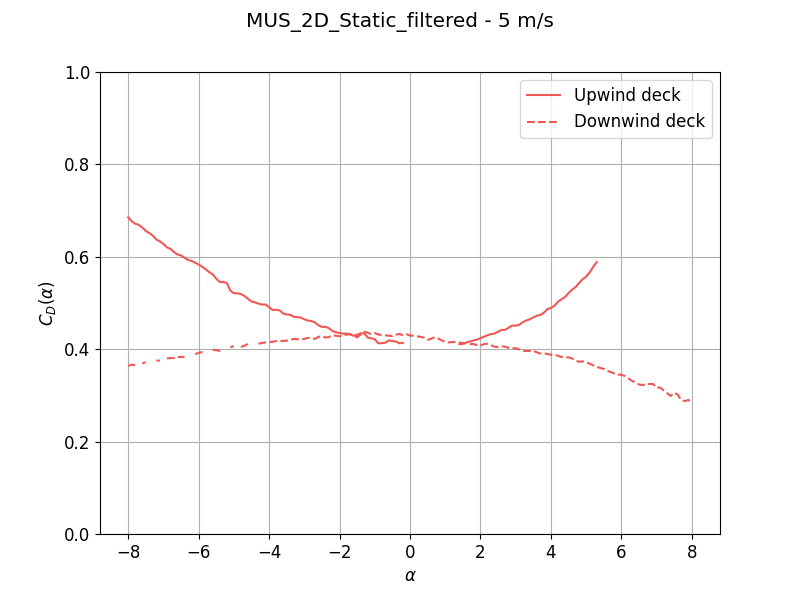 MUS_2D_Static_filtered - 5 m/s
Upwind deck
Downwind deck
1.0
0.8
0.6
0.4
0.2
0.0
C_D(α)
−8 −6 −4 −2 0 2 4 6 8
α